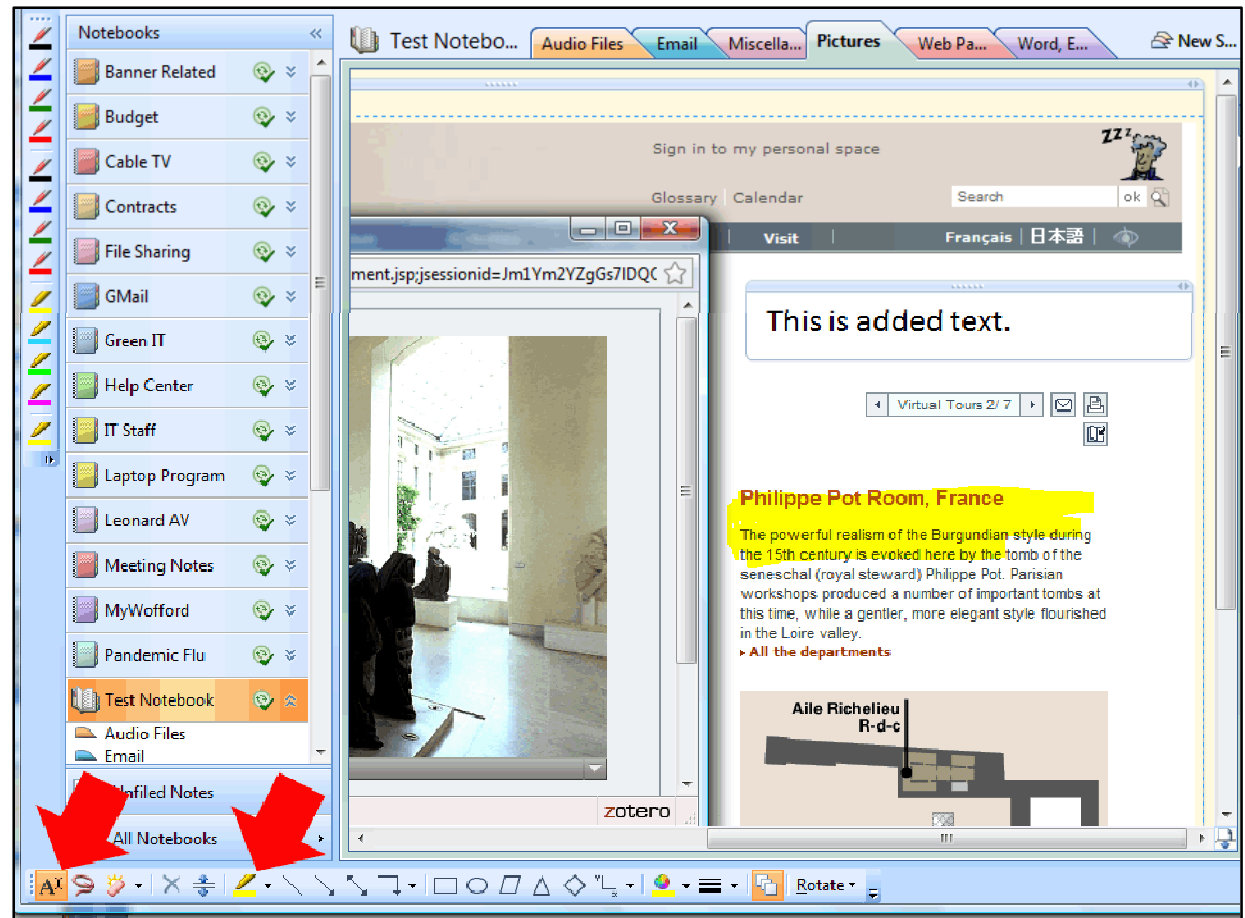 Notebooks
Banner Related
Budget
Cable TV
Contracts
File Sharing
GMail
Green IT
Help Center
IT Staff
Laptop Program
Leonard AV
Meeting Notes
MyWofford
Pandemic Flu
Test Notebook
Audio Files
Email
Unfiled Notes
All Notebooks
Test Notebo...
Audio Files
Email
Miscella...
Pictures
Web Pa...
Word, E...
New S...
Sign in to my personal space
zzz
Glossary Calendar
Search ok
Visit
Français 日本語
ment.jsp;jsessionid=Jm1Ym2YZgGs7IDQC
This is added text.
Virtual Tours 2/ 7
Philippe Pot Room, France
The powerful realism of the Burgundian style during
the 15th century is evoked here by the tomb of the
seneschal (royal steward) Philippe Pot. Parisian
workshops produced a number of important tombs at
this time, while a gentler, more elegant style flourished
in the Loire valley.
All the departments
Aile Richelieu
R-d-c
zotero
Rotate